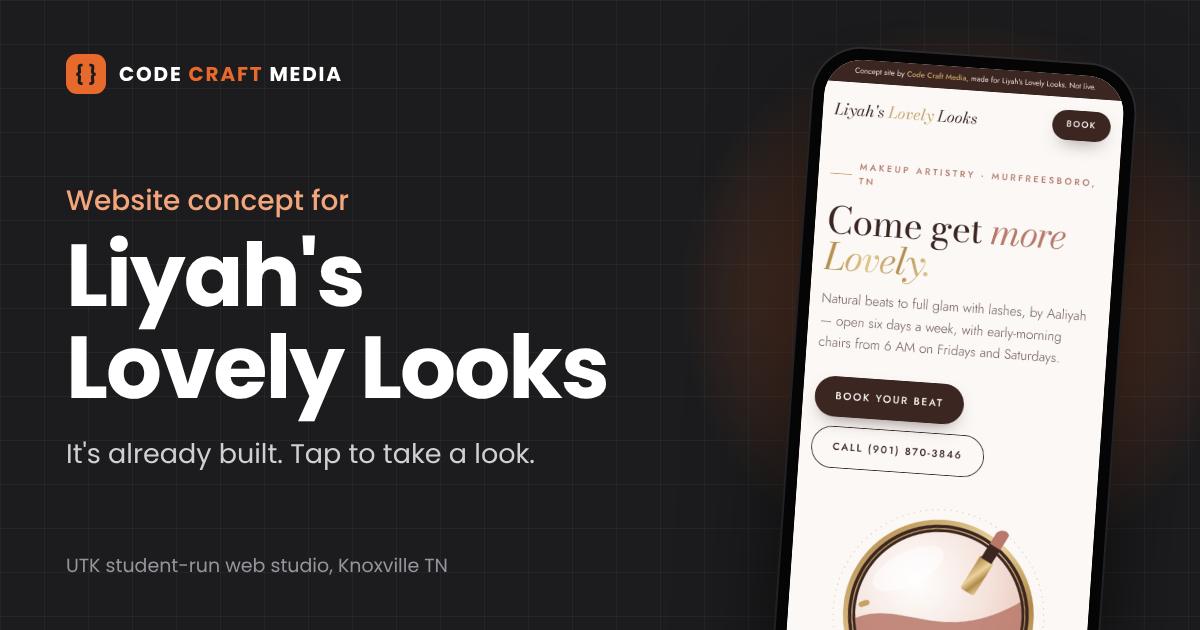 { } CODE CRAFT MEDIA
Website concept for
Liyah's
Lovely Looks
It's already built. Tap to take a look.
UTK student-run web studio, Knoxville TN
Concept site by Code Craft Media, made for Liyah's Lovely Looks. Not live.
Liyah's Lovely Looks
BOOK
MAKEUP ARTISTRY · MURFREESBORO,
TN
Come get more
Lovely.
Natural beats to full glam with lashes, by Aaliyah
— open six days a week, with early-morning
chairs from 6 AM on Fridays and Saturdays.
BOOK YOUR BEAT
CALL (901) 870-3846